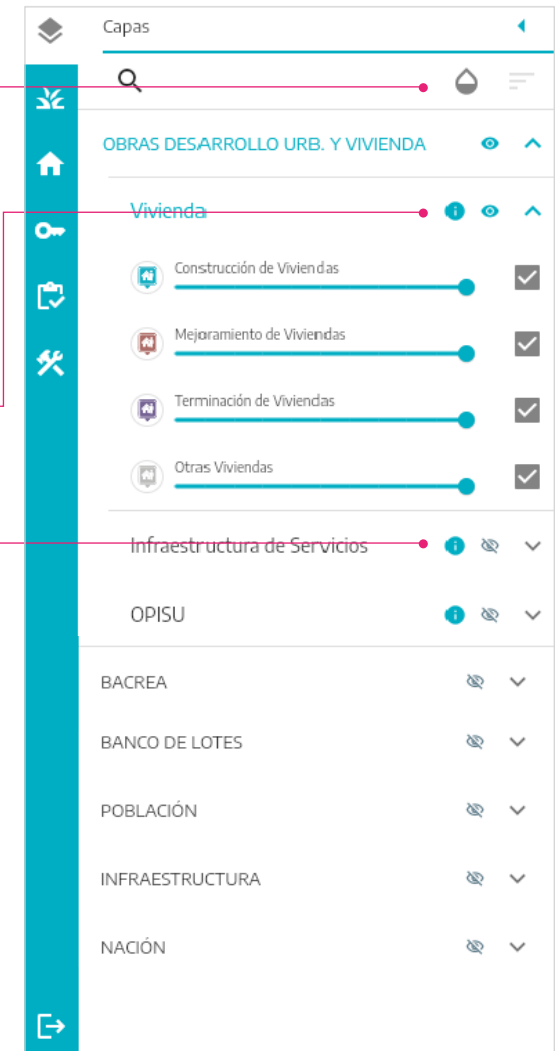 Capas
OBRAS DESARROLLO URB. Y VIVIENDA
Vivienda
Construcción de Viviendas
Mejoramiento de Viviendas
Terminación de Viviendas
Otras Viviendas
Infraestructura de Servicios
OPISU
BACREA
BANCO DE LOTES
POBLACIÓN
INFRAESTRUCTURA
NACIÓN